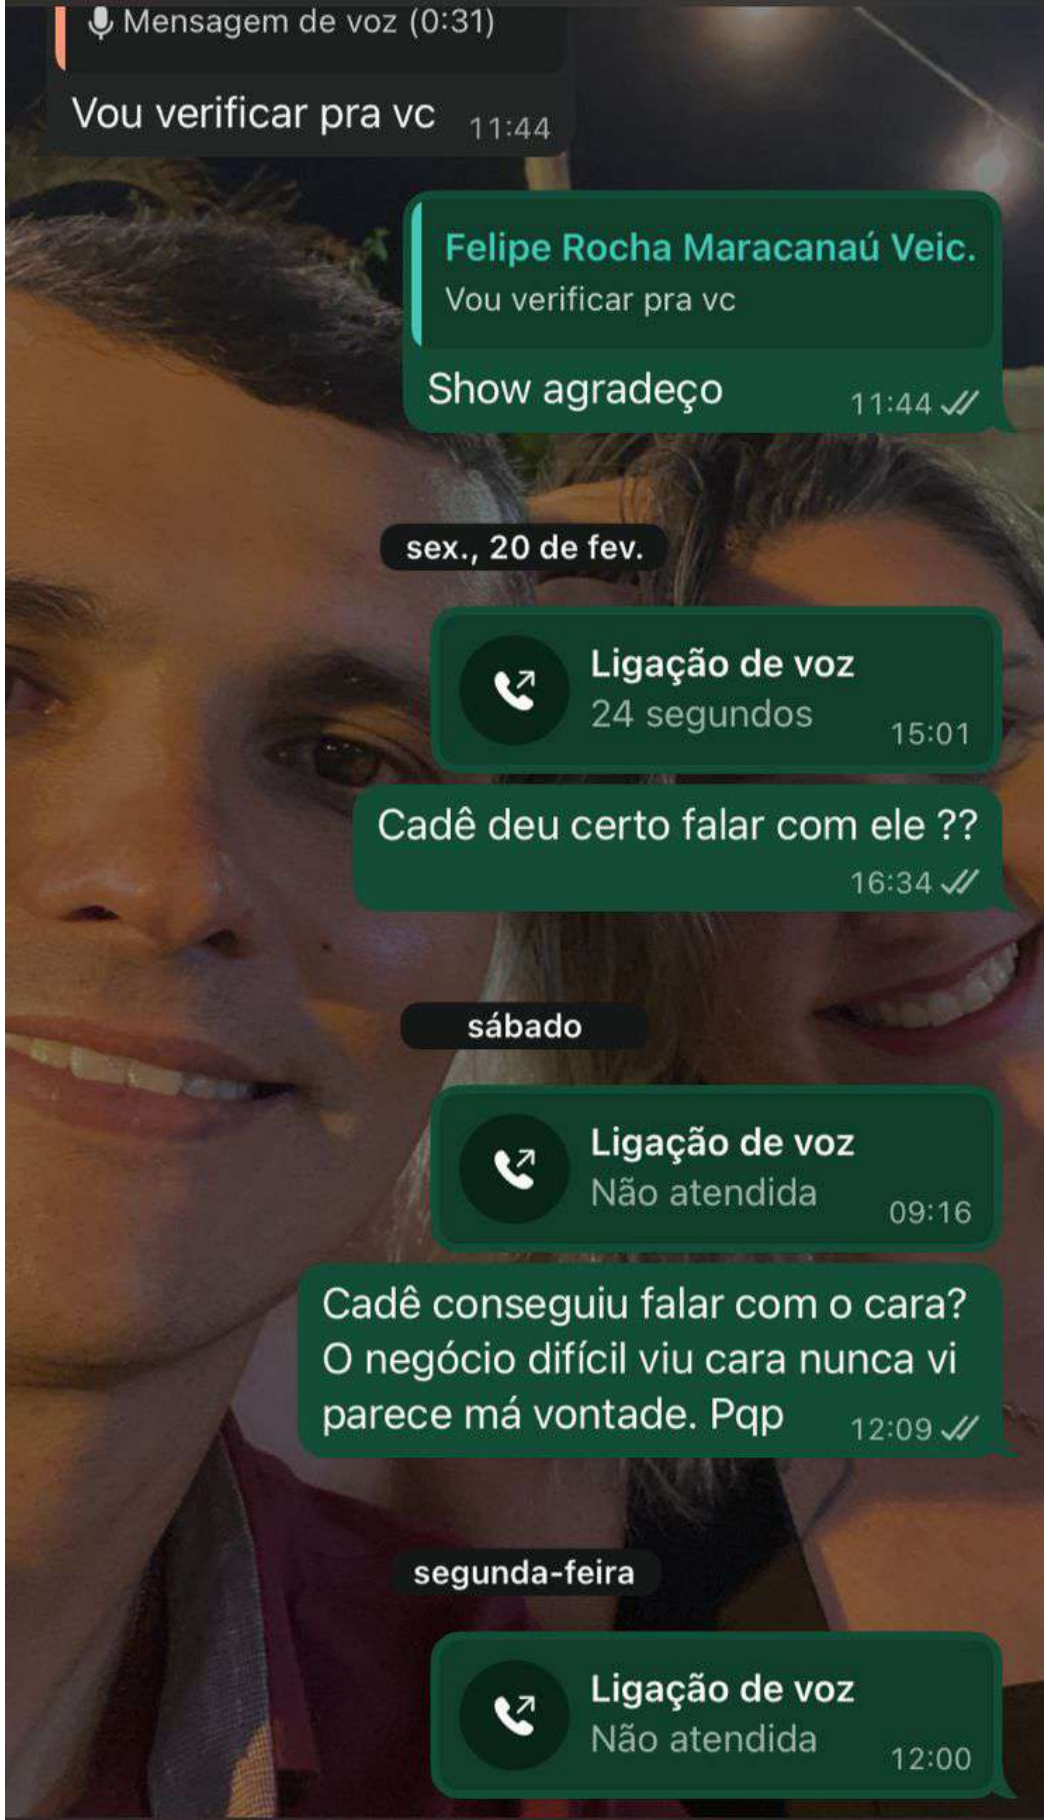 Mensagem de voz (0:31)
Vou verificar pra vc 11:44
Felipe Rocha Maracanaú Veic.
Vou verificar pra vc
Show agradeço 11:44
sex., 20 de fev.
Ligação de voz
24 segundos 15:01
Cadê deu certo falar com ele ??
16:34
sábado
Ligação de voz
Não atendida 09:16
Cadê conseguiu falar com o cara?
O negócio difícil viu cara nunca vi
parece má vontade. Pqp 12:09
segunda-feira
Ligação de voz
Não atendida 12:00